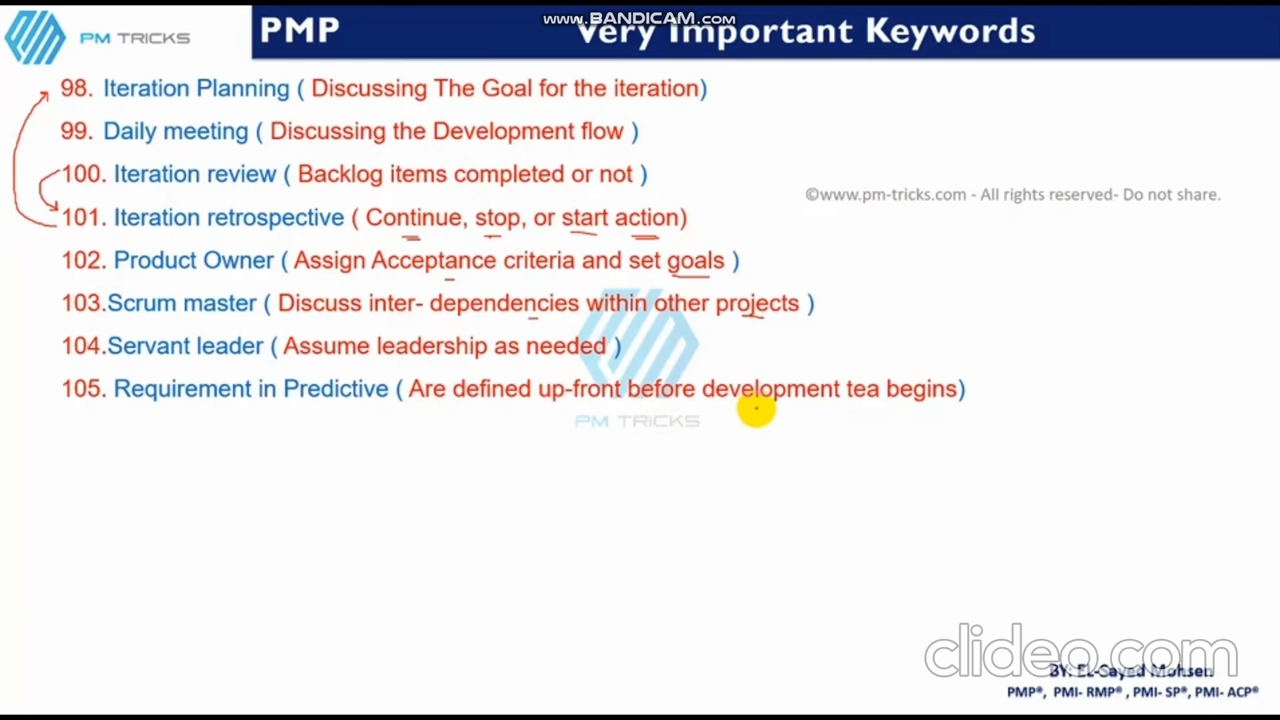 www.BANDICAM.com
PM TRICKS
PMP
Very Important Keywords
98. Iteration Planning ( Discussing The Goal for the iteration)
99. Daily meeting ( Discussing the Development flow )
100. Iteration review ( Backlog items completed or not )
©www.pm-tricks.com - All rights reserved- Do not share.
101. Iteration retrospective ( Continue, stop, or start action)
102. Product Owner ( Assign Acceptance criteria and set goals )
103.Scrum master ( Discuss inter- dependencies within other projects )
104.Servant leader ( Assume leadership as needed )
105. Requirement in Predictive ( Are defined up-front before development tea begins)
PM TRICKS
clideo.com
BY: EL-Sayed Mohsen
PMP®, PMI- RMP® , PMI- SP®, PMI- ACP®